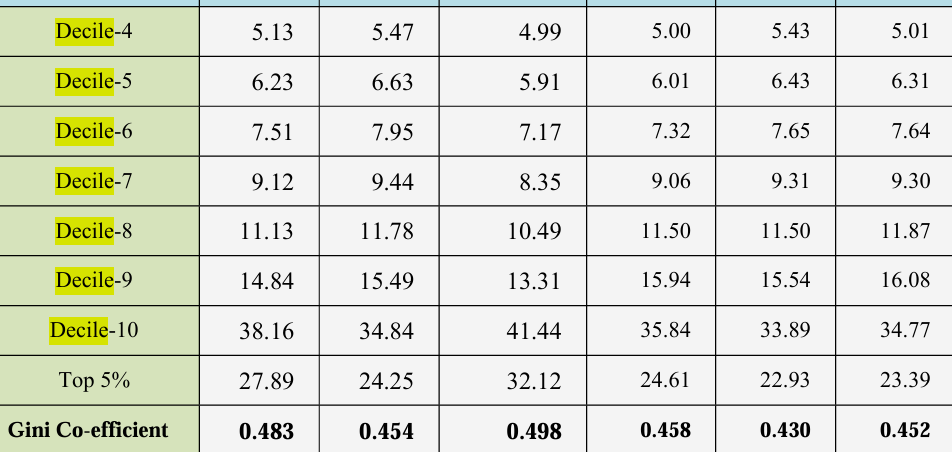 Decile-4 5.13 5.47 4.99 5.00 5.43 5.01
Decile-5 6.23 6.63 5.91 6.01 6.43 6.31
Decile-6 7.51 7.95 7.17 7.32 7.65 7.64
Decile-7 9.12 9.44 8.35 9.06 9.31 9.30
Decile-8 11.13 11.78 10.49 11.50 11.50 11.87
Decile-9 14.84 15.49 13.31 15.94 15.54 16.08
Decile-10 38.16 34.84 41.44 35.84 33.89 34.77
Top 5% 27.89 24.25 32.12 24.61 22.93 23.39
Gini Co-efficient 0.483 0.454 0.498 0.458 0.430 0.452